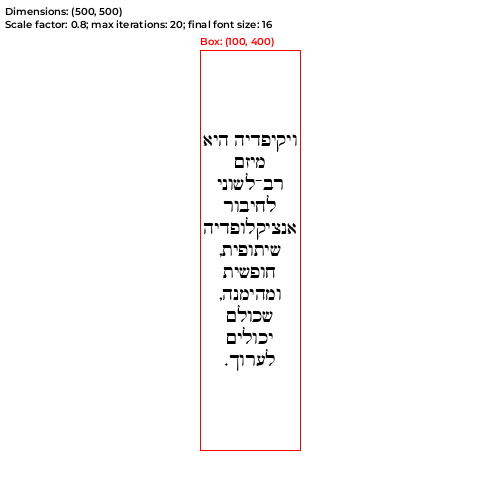 Dimensions: (500, 500)
Scale factor: 0.8; max iterations: 20; final font size: 16
Box: (100, 400)
ויקיפדיה היא
מיזם
רב־לשוני
לחיבור
אנציקלופדיה
שיתופית,
חופשית
ומהימנה,
שכולם
יכולים
לערוך.